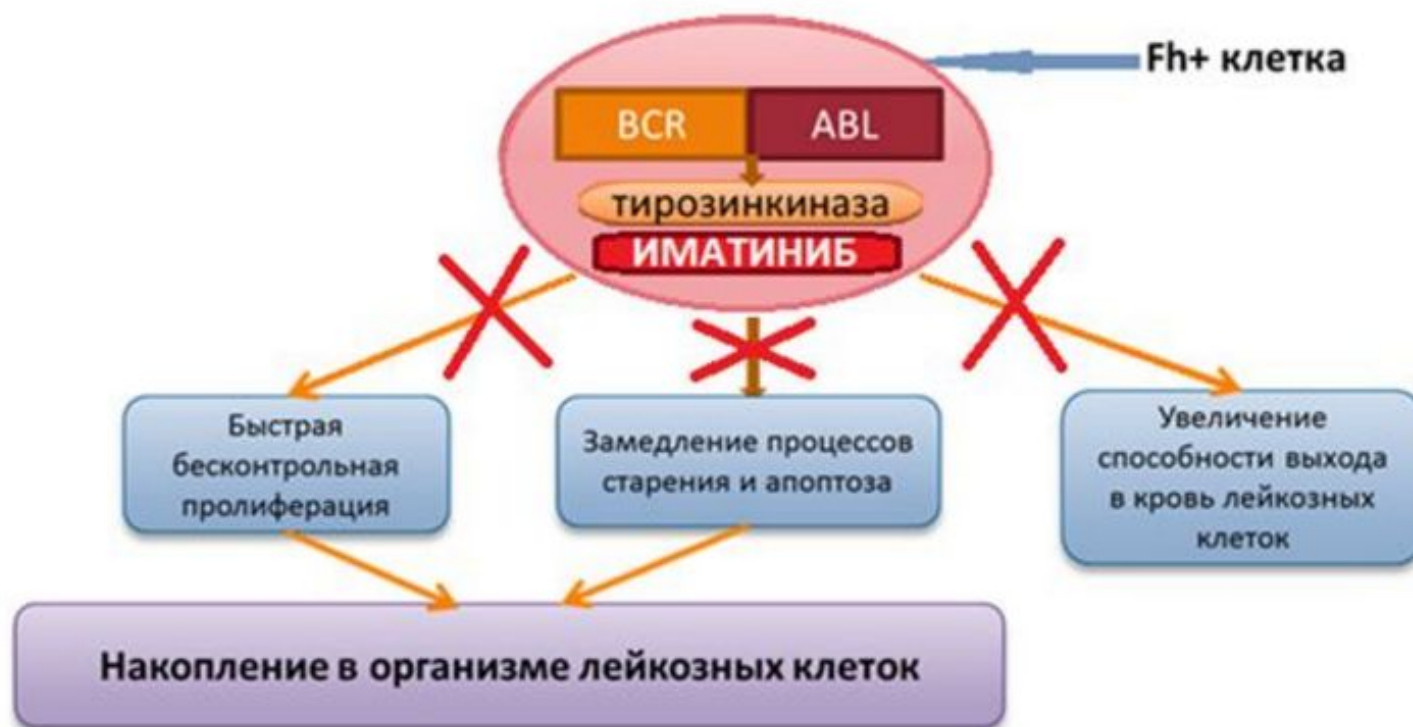 Fh+ клетка
BCR
ABL
тирозинкиназа
ИМАТИНИБ
Быстрая
бесконтрольная
пролиферация
Замедление процессов
старения и апоптоза
Увеличение
способности выхода
в кровь лейкозных
клеток
Накопление в организме лейкозных клеток